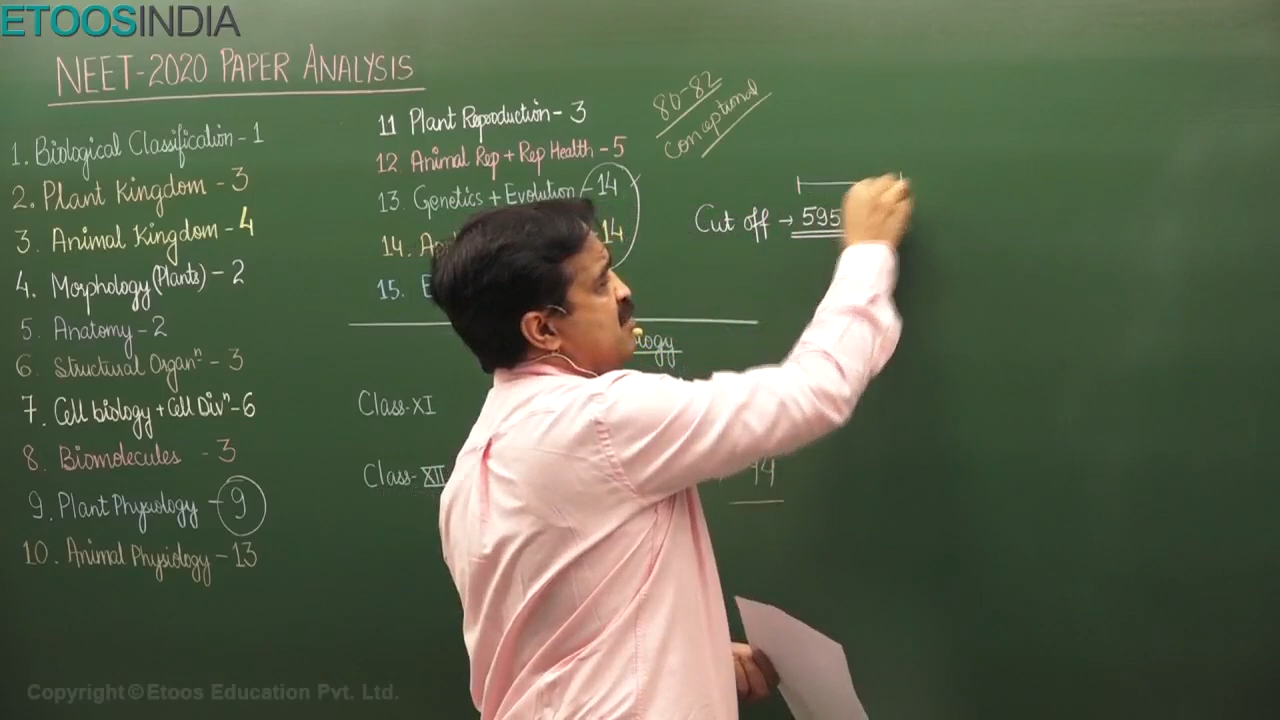 ETOOSINDIA
NEET-2020 PAPER ANALYSIS
1. Biological Classification - 1
2. Plant Kingdom - 3
3. Animal Kingdom - 4
4. Morphology (Plants) - 2
5. Anatomy - 2
6. Structural Organⁿ - 3
7. Cell biology + Cell Divⁿ - 6
8. Biomolecules - 3
9. Plant Physiology - 9
10. Animal Physiology - 13
11 Plant Reproduction - 3
12 Animal Rep + Rep Health - 5
13. Genetics + Evolution - 14
14. 14
15.
Class-XI
Class-XII
44
80-82
conceptional
Cut off → 595
Copyright © Etoos Education Pvt. Ltd.